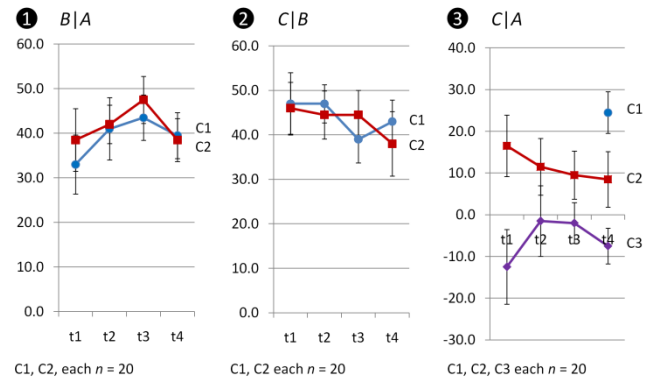 ❶ B|A
60.0
50.0
40.0
30.0
20.0
10.0
0.0
t1 t2 t3 t4
C1
C2
C1, C2, each n = 20
❷ C|B
60.0
50.0
40.0
30.0
20.0
10.0
0.0
t1 t2 t3 t4
C1
C2
C1, C2 each n = 20
❸ C|A
40.0
30.0
20.0
10.0
0.0
-10.0
-20.0
-30.0
t1 t2 t3 t4
C1
C2
C3
C1, C2, C3 each n = 20